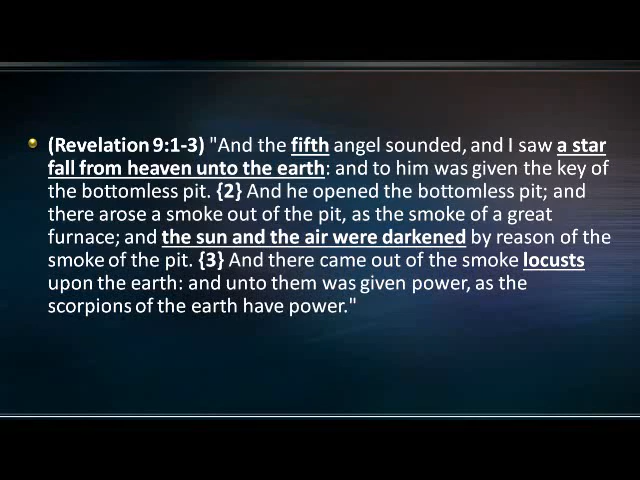 (Revelation 9:1-3) "And the fifth angel sounded, and I saw a star
fall from heaven unto the earth: and to him was given the key of
the bottomless pit. {2} And he opened the bottomless pit; and
there arose a smoke out of the pit, as the smoke of a great
furnace; and the sun and the air were darkened by reason of the
smoke of the pit. {3} And there came out of the smoke locusts
upon the earth: and unto them was given power, as the
scorpions of the earth have power."